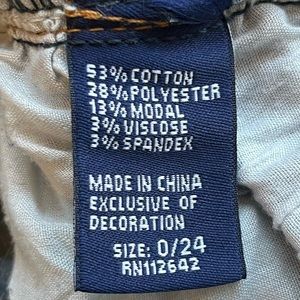 53% COTTON
28% POLYESTER
13% MODAL
3% VISCOSE
3% SPANDEX
MADE IN CHINA
EXCLUSIVE OF
DECORATION
SIZE: 0/24
RN112642